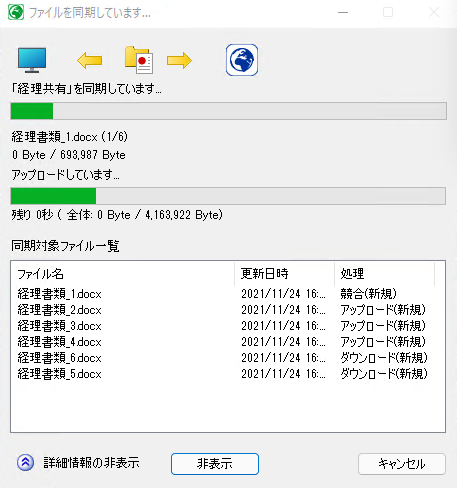 ファイルを同期しています...
「経理共有」を同期しています...
経理書類_1.docx (1/6)
0 Byte / 693,987 Byte
アップロードしています...
残り 0秒 ( 全体: 0 Byte / 4,163,922 Byte)
同期対象ファイル一覧
ファイル名 更新日時 処理
経理書類_1.docx 2021/11/24 16:... 競合(新規)
経理書類_2.docx 2021/11/24 16:... アップロード(新規)
経理書類_3.docx 2021/11/24 16:... アップロード(新規)
経理書類_4.docx 2021/11/24 16:... アップロード(新規)
経理書類_6.docx 2021/11/24 16:... ダウンロード(新規)
経理書類_5.docx 2021/11/24 16:... ダウンロード(新規)
詳細情報の非表示 非表示 キャンセル